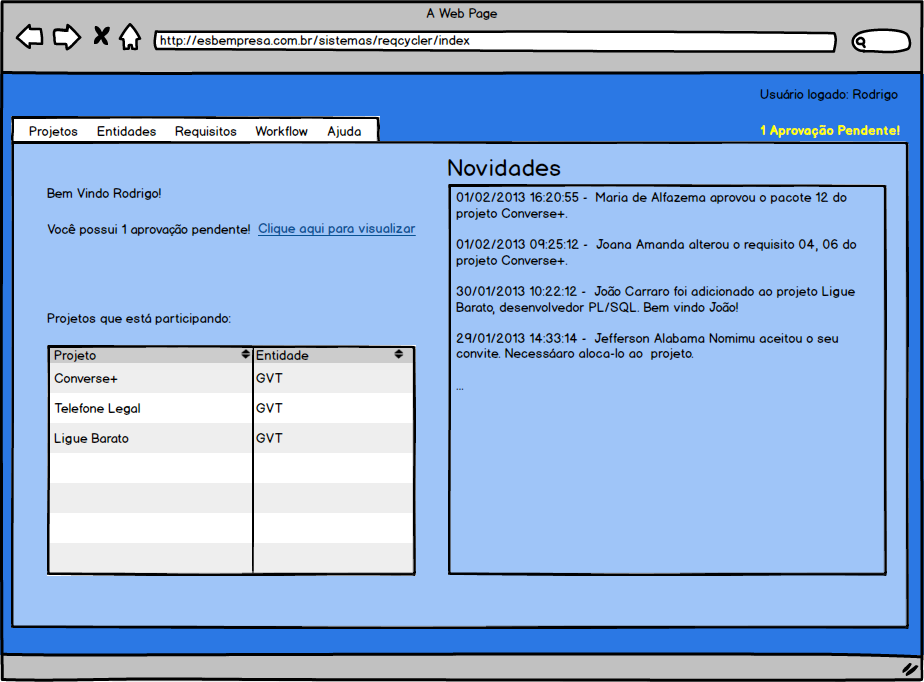 A Web Page
http://esbempresa.com.br/sistemas/reqcycler/index
Usuário logado: Rodrigo
1 Aprovação Pendente!
Projetos Entidades Requisitos Workflow Ajuda
Bem Vindo Rodrigo!
Você possui 1 aprovação pendente! Clique aqui para visualizar
Projetos que está participando:
Projeto Entidade
Converse+ GVT
Telefone Legal GVT
Ligue Barato GVT
Novidades
01/02/2013 16:20:55 - Maria de Alfazema aprovou o pacote 12 do
projeto Converse+.
01/02/2013 09:25:12 - Joana Amanda alterou o requisito 04, 06 do
projeto Converse+.
30/01/2013 10:22:12 - João Carraro foi adicionado ao projeto Ligue
Barato, desenvolvedor PL/SQL. Bem vindo João!
29/01/2013 14:33:14 - Jefferson Alabama Nomimu aceitou o seu
convite. Necessáaro aloca-lo ao projeto.
...